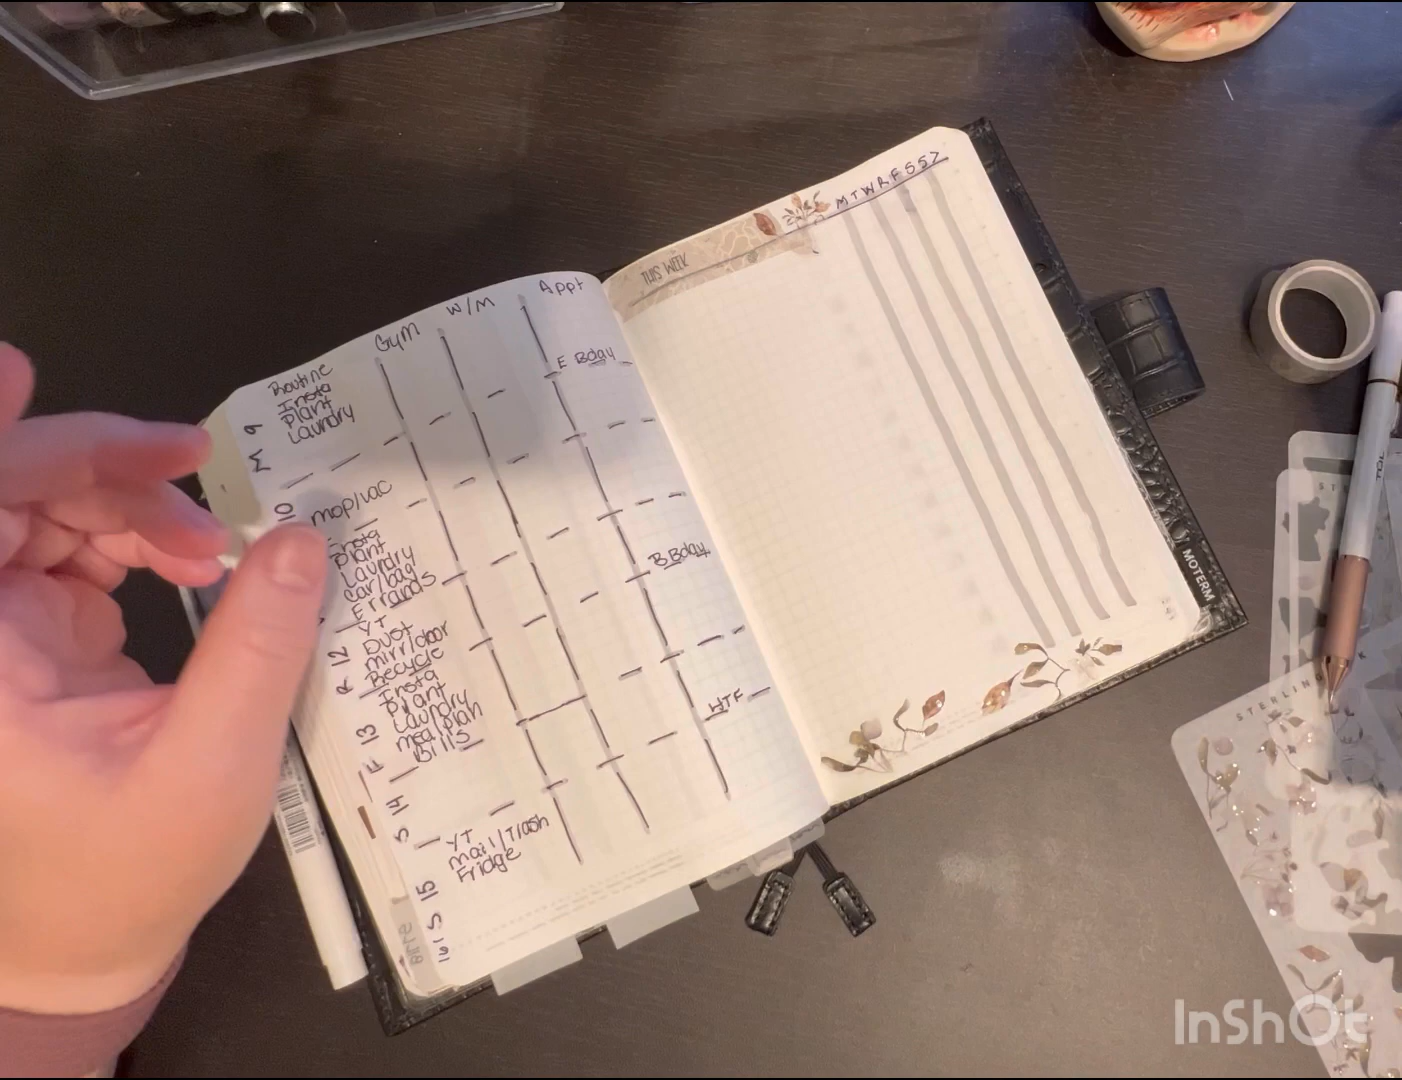 Routine
Gym
W/M
Appt
M 9
Insta
Plant
Laundry
E Bday
10
mop/vac
Insta
Plant
Laundry
car/bag
Errands
R 12
YT
Dust
mirr/door
Recycle
B Bday
F 13
Insta
Plant
Laundry
meal plan
Bills
HTF
S 14
S 15
YT
mail/Trash
Fridge
THIS WEEK
M T W R F S S >
MOTERM
STERLING
InShOt